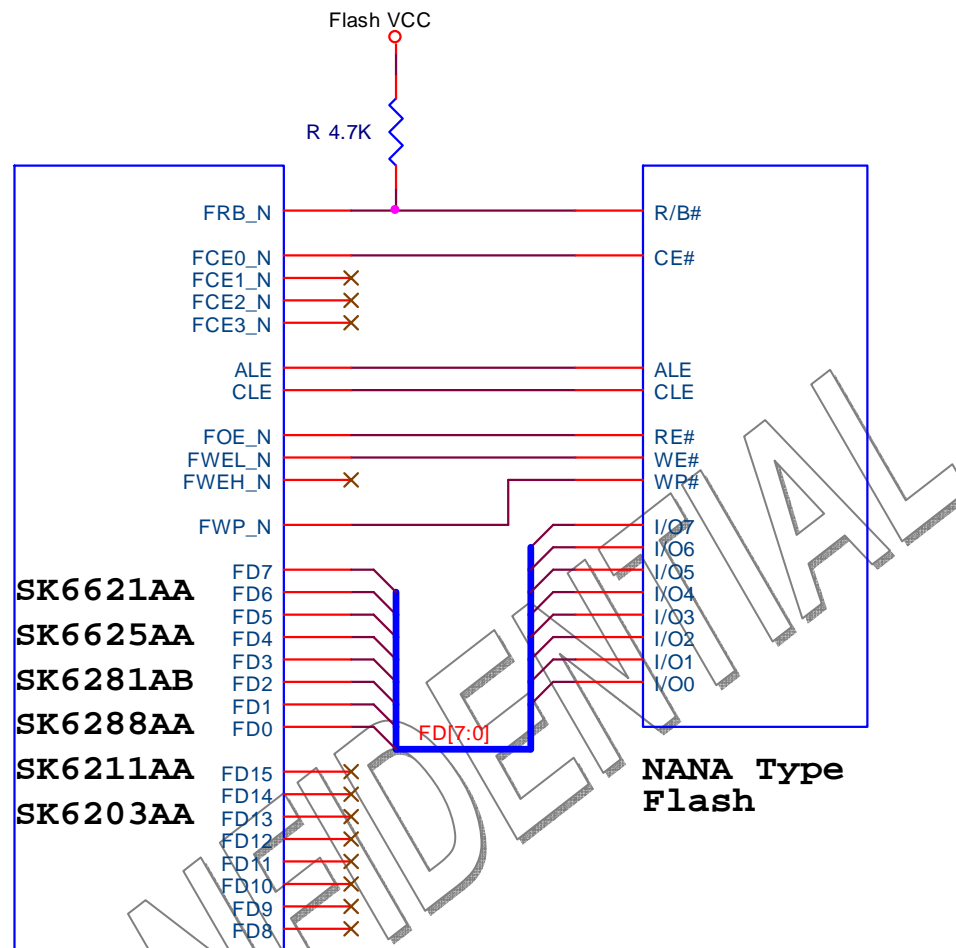 Flash VCC
R 4.7K
FRB_N
R/B#
FCE0_N
CE#
FCE1_N
FCE2_N
FCE3_N
ALE
ALE
CLE
CLE
FOE_N
RE#
FWEL_N
WE#
FWEH_N
WP#
FWP_N
I/O7
I/O6
FD7
I/O5
SK6621AA
FD6
I/O4
FD5
I/O3
SK6625AA
FD4
I/O2
FD3
I/O1
SK6281AB
FD2
I/O0
FD1
SK6288AA
FD0
FD[7:0]
SK6211AA
FD15
NANA Type
Flash
FD14
SK6203AA
FD13
FD12
FD11
FD10
FD9
FD8
NFIDENTIAL